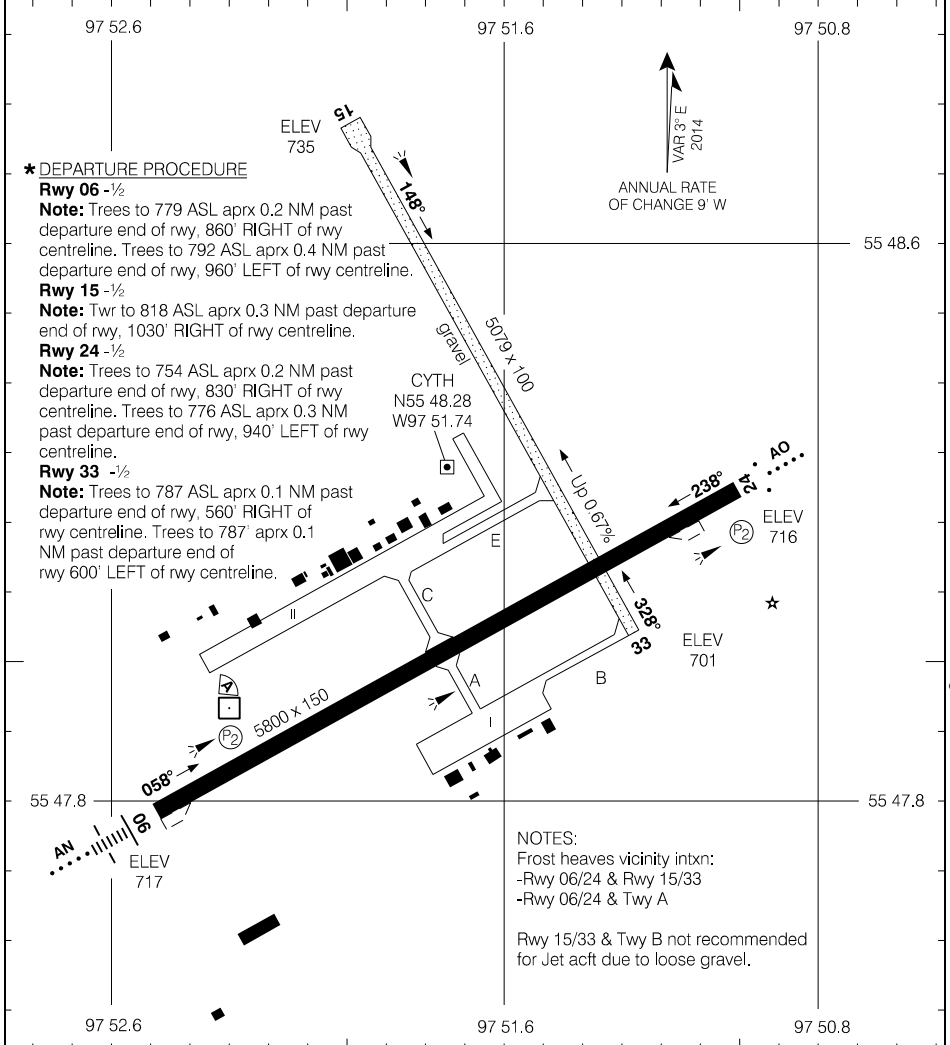 97 52.6
97 51.6
97 50.8
15
ELEV
735
VAR 3° E
2014
ANNUAL RATE
OF CHANGE 9' W
* DEPARTURE PROCEDURE
Rwy 06 -½
Note: Trees to 779 ASL aprx 0.2 NM past
departure end of rwy, 860' RIGHT of rwy
centreline. Trees to 792 ASL aprx 0.4 NM past
departure end of rwy, 960' LEFT of rwy centreline.
Rwy 15 -½
Note: Twr to 818 ASL aprx 0.3 NM past departure
end of rwy, 1030' RIGHT of rwy centreline.
Rwy 24 -½
Note: Trees to 754 ASL aprx 0.2 NM past
departure end of rwy, 830' RIGHT of rwy
centreline. Trees to 776 ASL aprx 0.3 NM
past departure end of rwy, 940' LEFT of rwy
centreline.
Rwy 33 -½
Note: Trees to 787 ASL aprx 0.1 NM past
departure end of rwy, 560' RIGHT of
rwy centreline. Trees to 787' aprx 0.1
NM past departure end of
rwy 600' LEFT of rwy centreline.
148°
55 48.6
gravel
5079 x 100
CYTH
N55 48.28
W97 51.74
Up 0.67%
238°
24
AO
ELEV
716
P2
E
C
II
328°
33
ELEV
701
A
B
I
A
P2
5800 x 150
058°
55 47.8
55 47.8
06
AN
ELEV
717
NOTES:
Frost heaves vicinity intxn:
-Rwy 06/24 & Rwy 15/33
-Rwy 06/24 & Twy A
Rwy 15/33 & Twy B not recommended
for Jet acft due to loose gravel.
97 52.6
97 51.6
97 50.8